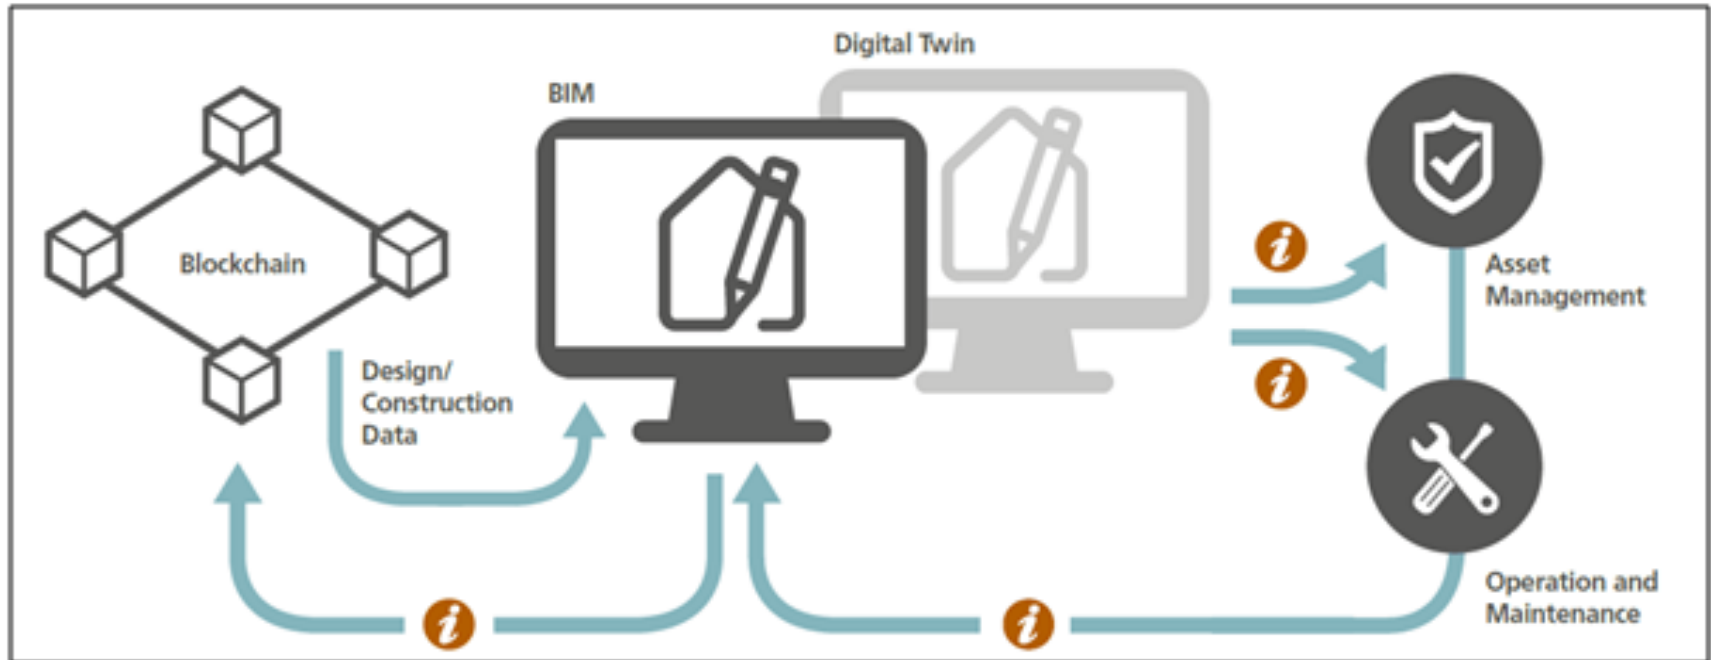 Digital Twin
BIM
Blockchain
Design/
Construction
Data
i
i
Asset
Management
Operation and
Maintenance
i
i